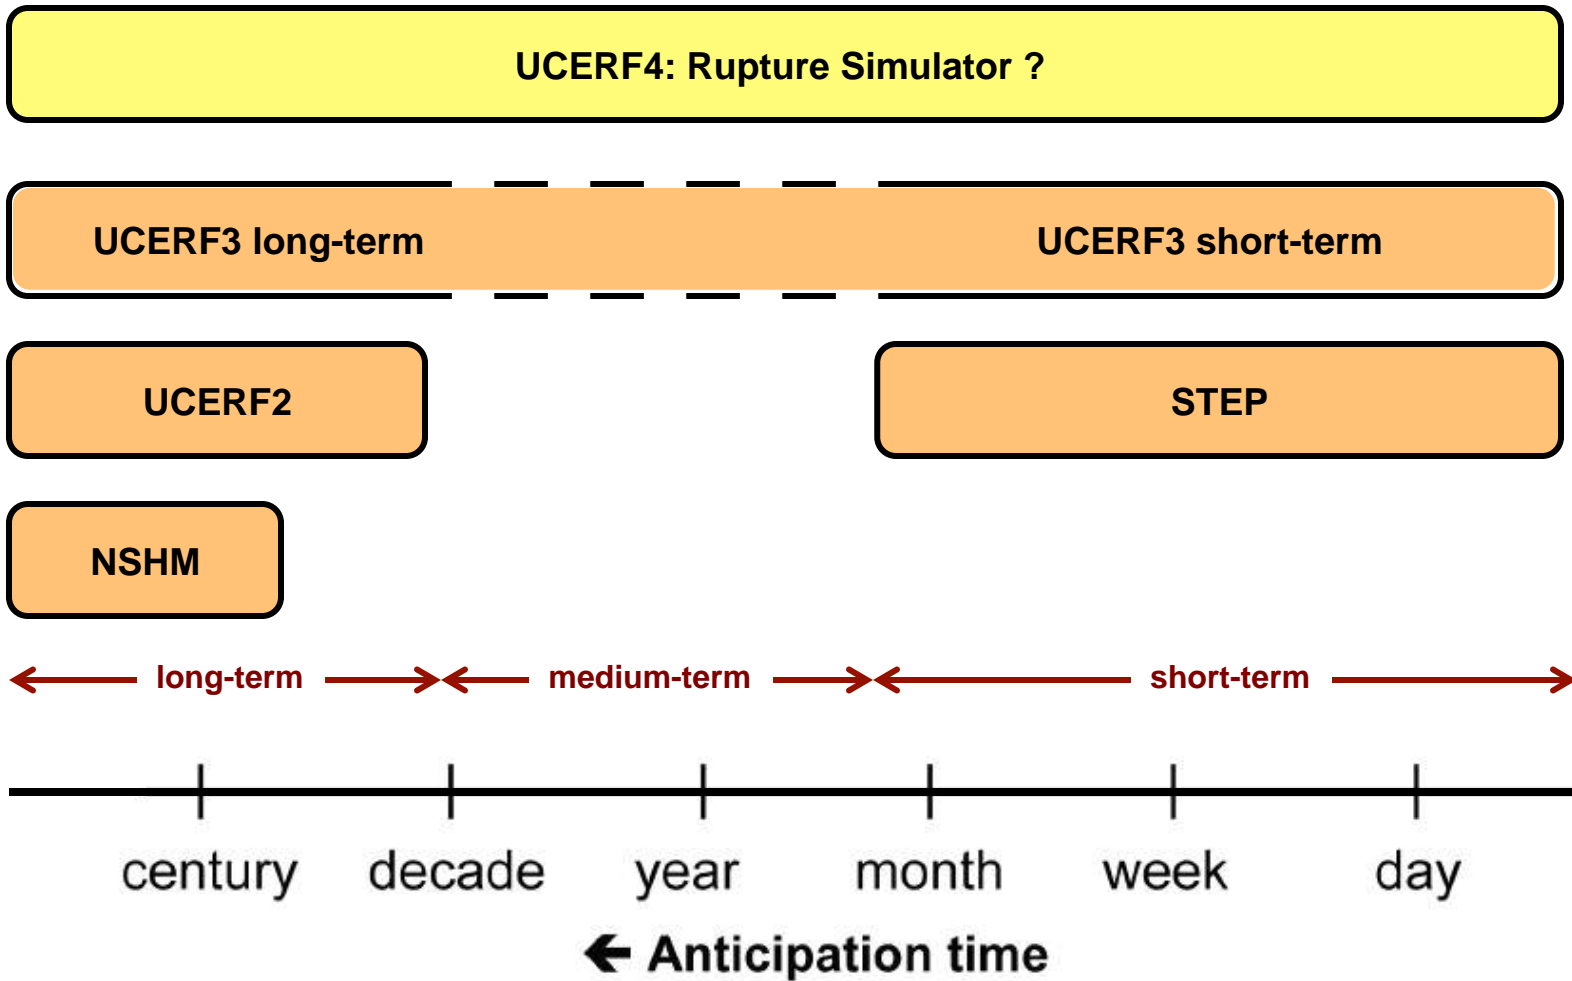 UCERF4: Rupture Simulator ?
UCERF3 long-term
UCERF3 short-term
UCERF2
STEP
NSHM
long-term
medium-term
short-term
century
decade
year
month
week
day
← Anticipation time